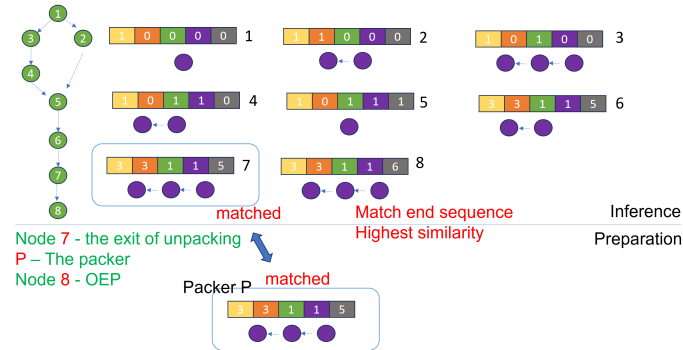 1
3
2
4
5
6
7
8
1 0 0 0 0 1
1 1 0 0 0 2
1 0 1 0 0 3
1 0 1 1 0 4
1 0 1 1 1 5
3 3 1 1 5 6
3 3 1 1 5 7
3 3 1 1 6 8
matched
Match end sequence
Highest similarity
Inference
Preparation
Node 7 - the exit of unpacking
P – The packer
Node 8 - OEP
Packer P
matched
3 3 1 1 5